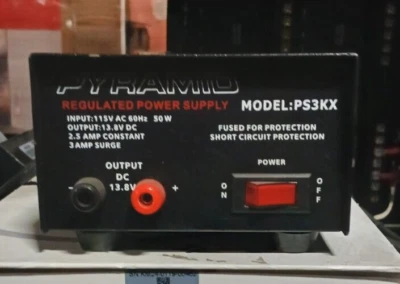 PYRAMID
REGULATED POWER SUPPLY MODEL:PS3KX
INPUT:115V AC 60Hz 50W
OUTPUT:13.8V DC
2.5 AMP CONSTANT
3 AMP SURGE
FUSED FOR PROTECTION
SHORT CIRCUIT PROTECTION
OUTPUT
DC
- 13.8V +
POWER
ON
OFF